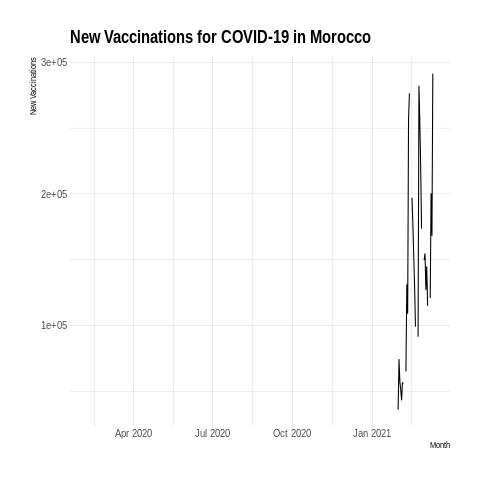 New Vaccinations for COVID-19 in Morocco
New Vaccinations
3e+05
2e+05
1e+05
Apr 2020
Jul 2020
Oct 2020
Jan 2021
Month